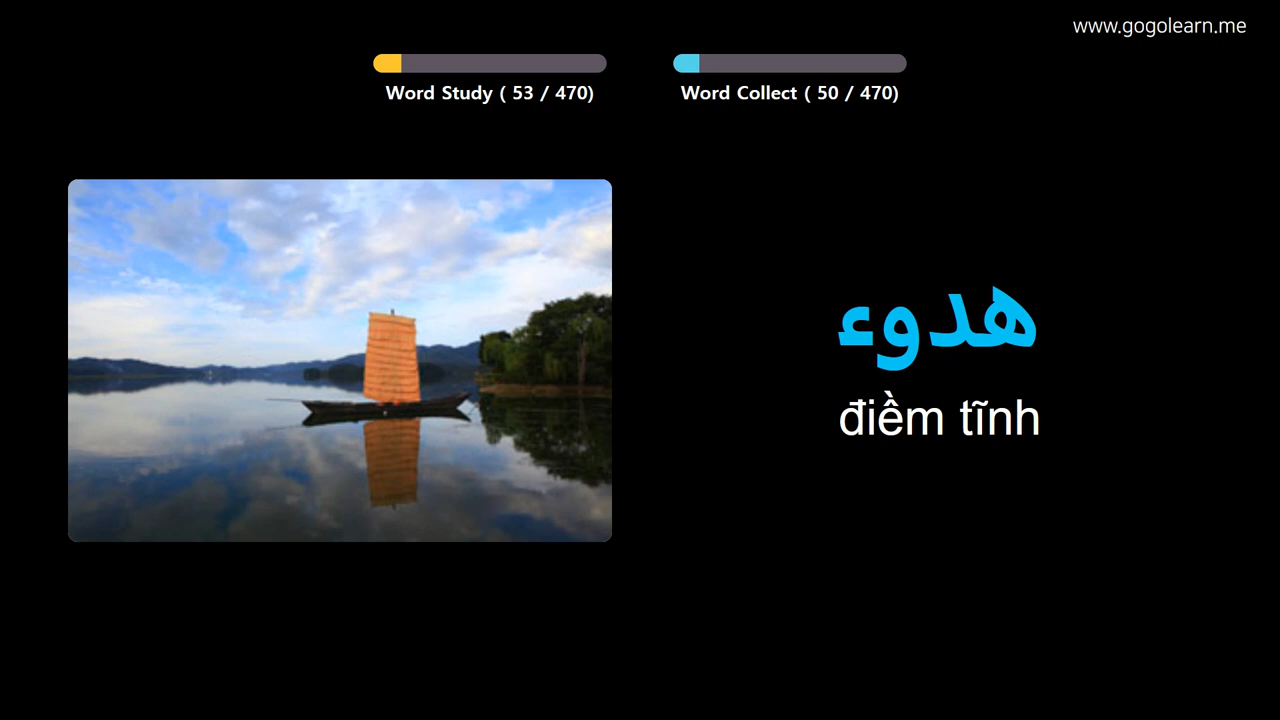 www.gogolearn.me
Word Study ( 53 / 470)
Word Collect ( 50 / 470)
هدوء
điềm tĩnh